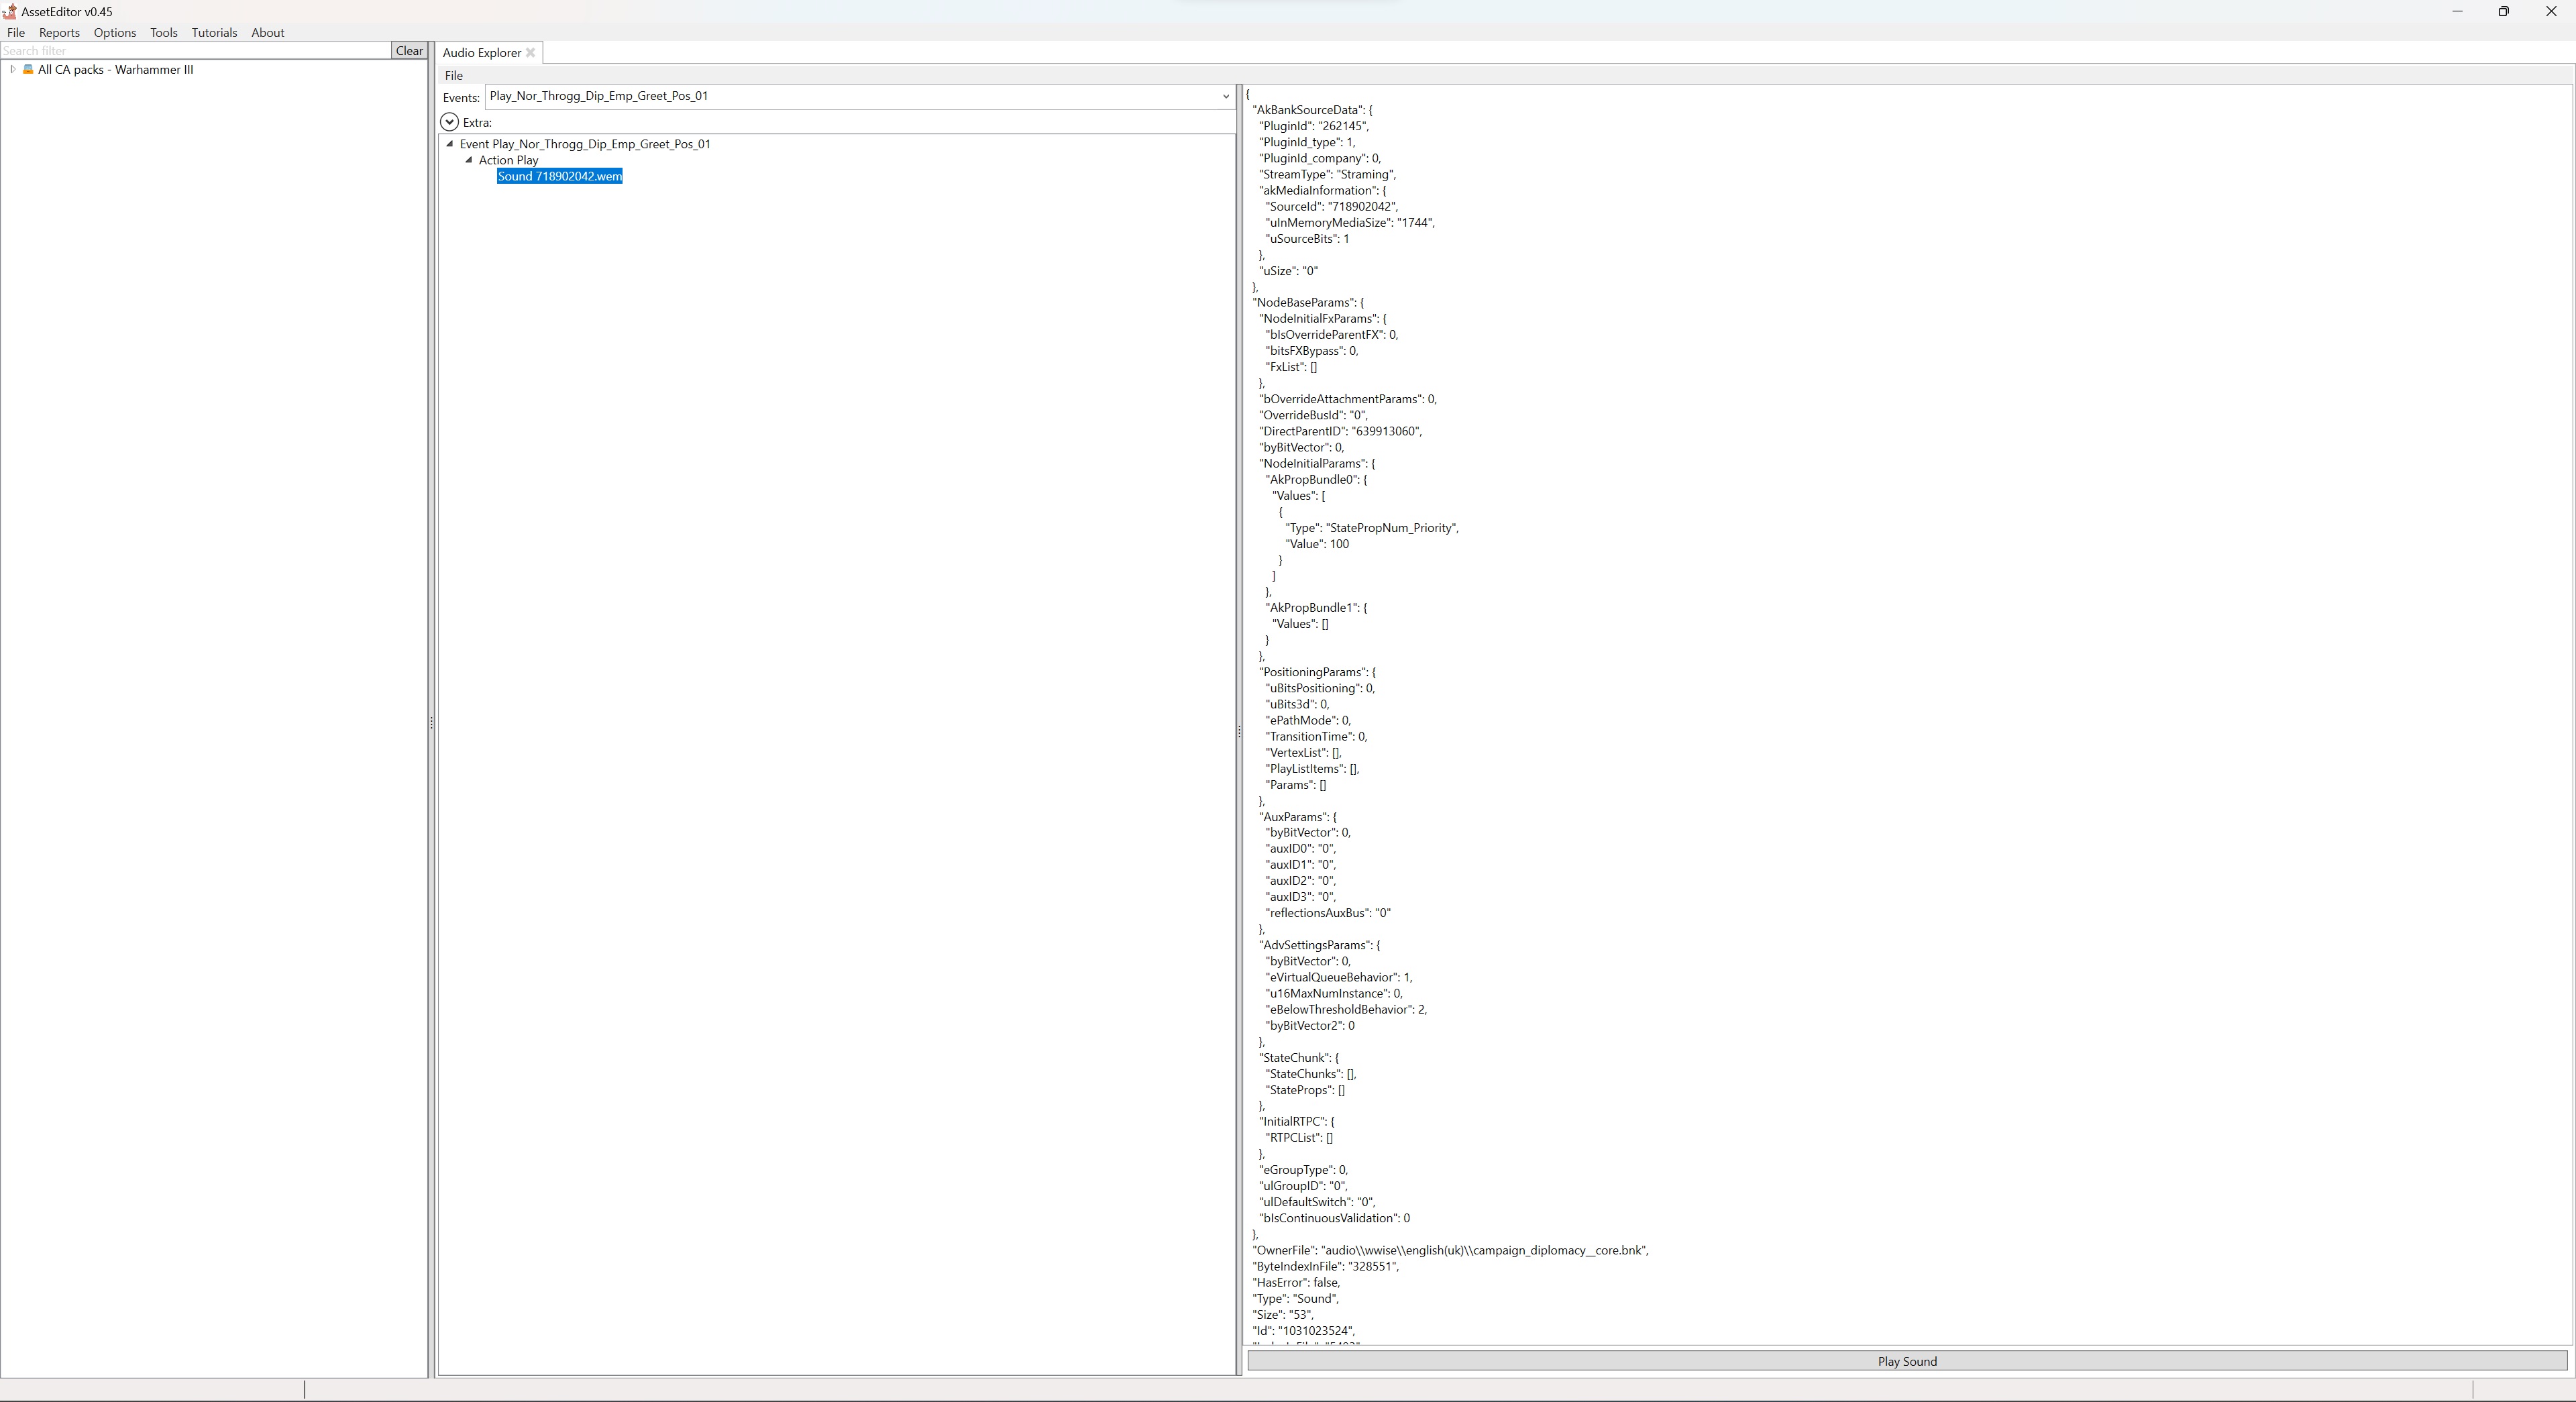 AssetEditor v0.45
File Reports Options Tools Tutorials About
Search filter Clear
All CA packs - Warhammer III
Audio Explorer
File
Events: Play_Nor_Throgg_Dip_Emp_Greet_Pos_01
Extra:
Event Play_Nor_Throgg_Dip_Emp_Greet_Pos_01
Action Play
Sound 718902042.wem
{
"AkBankSourceData": {
"PluginId": "262145",
"PluginId_type": 1,
"PluginId_company": 0,
"StreamType": "Straming",
"akMediaInformation": {
"SourceId": "718902042",
"uInMemoryMediaSize": "1744",
"uSourceBits": 1
},
"uSize": "0"
},
"NodeBaseParams": {
"NodeInitialFxParams": {
"bIsOverrideParentFX": 0,
"bitsFXBypass": 0,
"FxList": []
},
"bOverrideAttachmentParams": 0,
"OverrideBusId": "0",
"DirectParentID": "639913060",
"byBitVector": 0,
"NodeInitialParams": {
"AkPropBundle0": {
"Values": [
{
"Type": "StatePropNum_Priority",
"Value": 100
}
]
},
"AkPropBundle1": {
"Values": []
}
},
"PositioningParams": {
"uBitsPositioning": 0,
"uBits3d": 0,
"ePathMode": 0,
"TransitionTime": 0,
"VertexList": [],
"PlayListItems": [],
"Params": []
},
"AuxParams": {
"byBitVector": 0,
"auxID0": "0",
"auxID1": "0",
"auxID2": "0",
"auxID3": "0",
"reflectionsAuxBus": "0"
},
"AdvSettingsParams": {
"byBitVector": 0,
"eVirtualQueueBehavior": 1,
"u16MaxNumInstance": 0,
"eBelowThresholdBehavior": 2,
"byBitVector2": 0
},
"StateChunk": {
"StateChunks": [],
"StateProps": []
},
"InitialRTPC": {
"RTPCList": []
},
"eGroupType": 0,
"ulGroupID": "0",
"ulDefaultSwitch": "0",
"bIsContinuousValidation": 0
},
"OwnerFile": "audio\\wwise\\english(uk)\\campaign_diplomacy__core.bnk",
"ByteIndexInFile": "328551",
"HasError": false,
"Type": "Sound",
"Size": "53",
"Id": "1031023524",
Play Sound